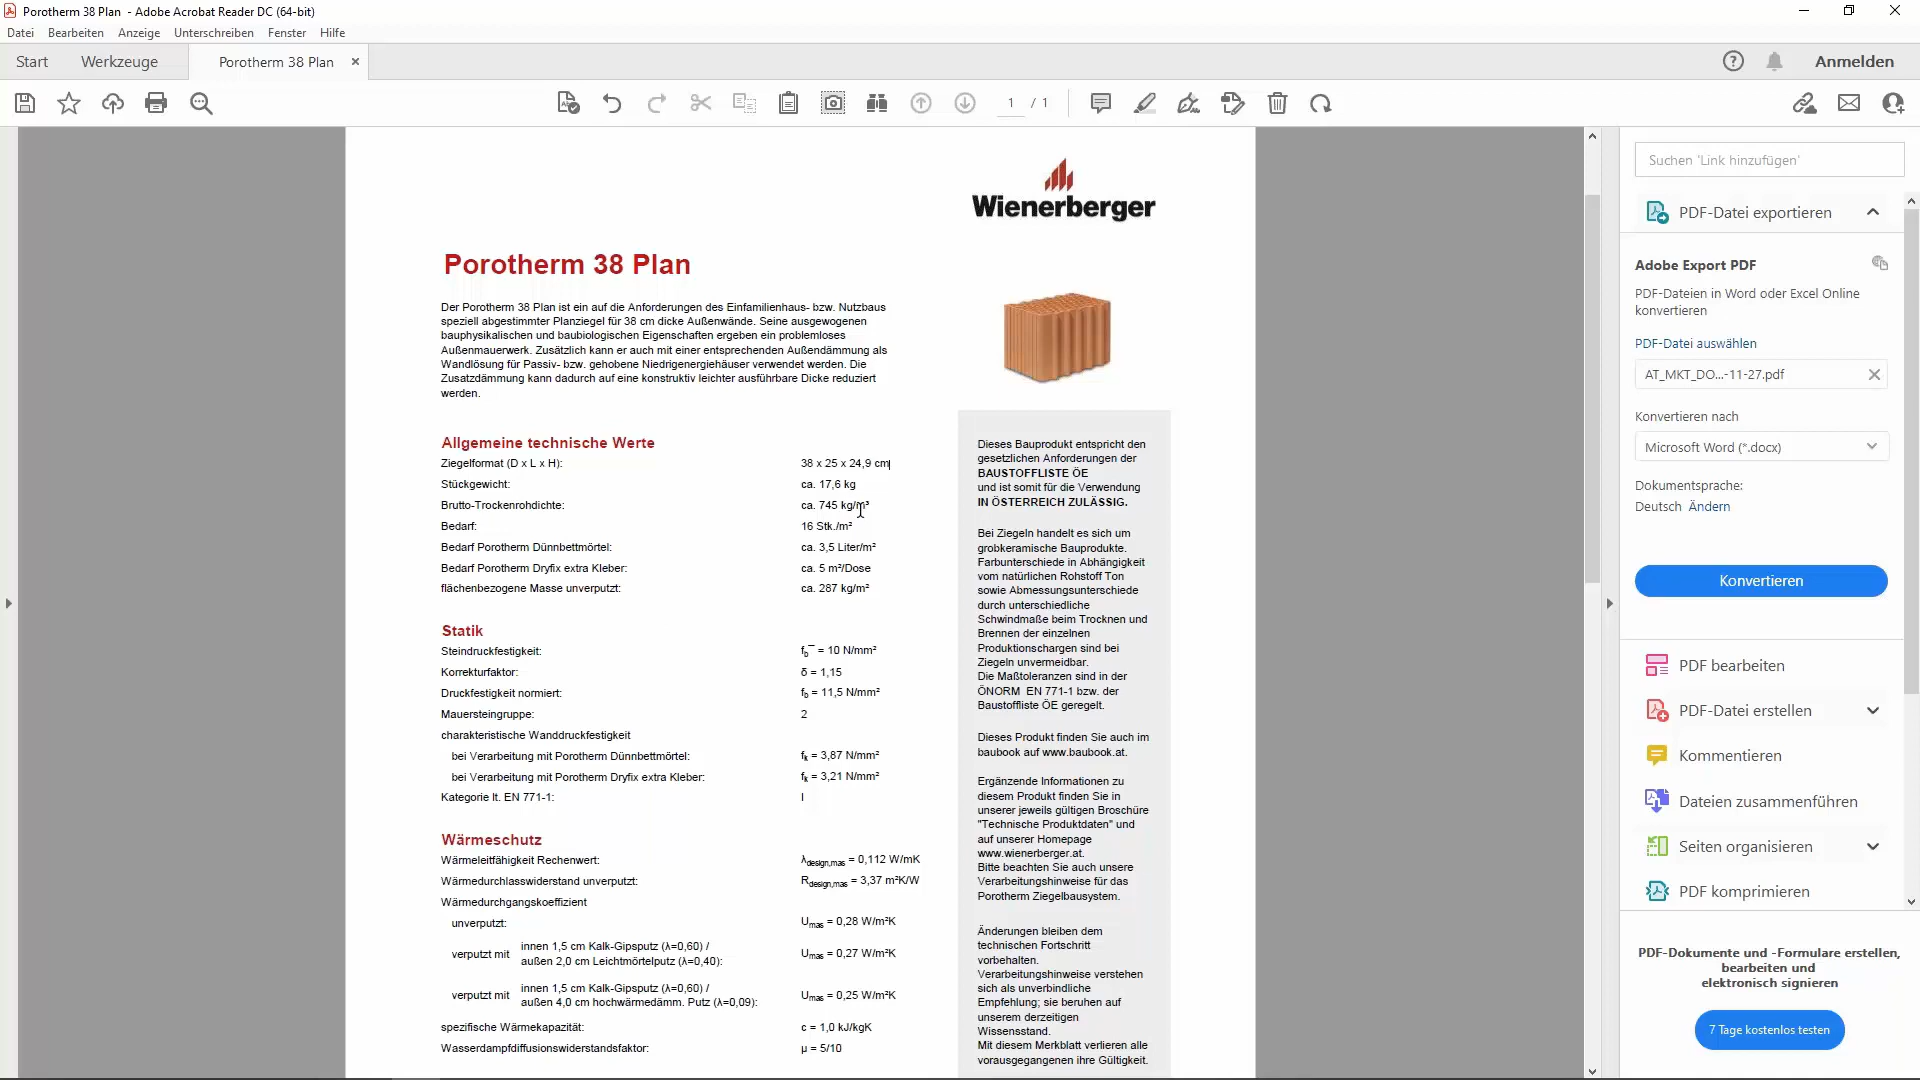 Porotherm 38 Plan - Adobe Acrobat Reader DC (64-bit)
Datei Bearbeiten Anzeige Unterschreiben Fenster Hilfe
Start Werkzeuge Porotherm 38 Plan × Anmelden
1 / 1
Wienerberger
Porotherm 38 Plan
Der Porotherm 38 Plan ist ein auf die Anforderungen des Einfamilienhaus- bzw. Nutzbaus
speziell abgestimmter Planziegel für 38 cm dicke Außenwände. Seine ausgewogenen
bauphysikalischen und baubiologischen Eigenschaften ergeben ein problemloses
Außenmauerwerk. Zusätzlich kann er auch mit einer entsprechenden Außendämmung als
Wandlösung für Passiv- bzw. gehobene Niedrigenergiehäuser verwendet werden. Die
Zusatzdämmung kann dadurch auf eine konstruktiv leichter ausführbare Dicke reduziert
werden.
Allgemeine technische Werte
Ziegelformat (D x L x H): 38 x 25 x 24,9 cm
Stückgewicht: ca. 17,6 kg
Brutto-Trockenrohdichte: ca. 745 kg/m³
Bedarf: 16 Stk./m²
Bedarf Porotherm Dünnbettmörtel: ca. 3,5 Liter/m²
Bedarf Porotherm Dryfix extra Kleber: ca. 5 m²/Dose
flächenbezogene Masse unverputzt: ca. 287 kg/m²
Statik
Steindruckfestigkeit: fb¯ = 10 N/mm²
Korrekturfaktor: δ = 1,15
Druckfestigkeit normiert: fb = 11,5 N/mm²
Mauersteingruppe: 2
charakteristische Wanddruckfestigkeit
bei Verarbeitung mit Porotherm Dünnbettmörtel: fk = 3,87 N/mm²
bei Verarbeitung mit Porotherm Dryfix extra Kleber: fk = 3,21 N/mm²
Kategorie lt. EN 771-1: I
Wärmeschutz
Wärmeleitfähigkeit Rechenwert: λdesign,mas = 0,112 W/mK
Wärmedurchlasswiderstand unverputzt: Rdesign,mas = 3,37 m²K/W
Wärmedurchgangskoeffizient
unverputzt: Umas = 0,28 W/m²K
innen 1,5 cm Kalk-Gipsputz (λ=0,60) /
verputzt mit außen 2,0 cm Leichtmörtelputz (λ=0,40): Umas = 0,27 W/m²K
innen 1,5 cm Kalk-Gipsputz (λ=0,60) /
verputzt mit außen 4,0 cm hochwärmedämm. Putz (λ=0,09): Umas = 0,25 W/m²K
spezifische Wärmekapazität: c = 1,0 kJ/kgK
Wasserdampfdiffusionswiderstandsfaktor: μ = 5/10
Dieses Bauprodukt entspricht den
gesetzlichen Anforderungen der
BAUSTOFFLISTE ÖE
und ist somit für die Verwendung
IN ÖSTERREICH ZULÄSSIG.
Bei Ziegeln handelt es sich um
grobkeramische Bauprodukte.
Farbunterschiede in Abhängigkeit
vom natürlichen Rohstoff Ton
sowie Abmessungsunterschiede
durch unterschiedliche
Schwindmaße beim Trocknen und
Brennen der einzelnen
Produktionschargen sind bei
Ziegeln unvermeidbar.
Die Maßtoleranzen sind in der
ÖNORM EN 771-1 bzw. der
Baustoffliste ÖE geregelt.
Dieses Produkt finden Sie auch im
baubook auf www.baubook.at.
Ergänzende Informationen zu
diesem Produkt finden Sie in
unserer jeweils gültigen Broschüre
"Technische Produktdaten" und
auf unserer Homepage
www.wienerberger.at.
Bitte beachten Sie auch unsere
Verarbeitungshinweise für das
Porotherm Ziegelbausystem.
Änderungen bleiben dem
technischen Fortschritt
vorbehalten.
Verarbeitungshinweise verstehen
sich als unverbindliche
Empfehlung; sie beruhen auf
unserem derzeitigen
Wissensstand.
Mit diesem Merkblatt verlieren alle
vorausgegangenen ihre Gültigkeit.
Suchen 'Link hinzufügen'
PDF-Datei exportieren
Adobe Export PDF
PDF-Dateien in Word oder Excel Online
konvertieren
PDF-Datei auswählen
AT_MKT_DO...-11-27.pdf
Konvertieren nach
Microsoft Word (*.docx)
Dokumentsprache:
Deutsch Ändern
Konvertieren
PDF bearbeiten
PDF-Datei erstellen
Kommentieren
Dateien zusammenführen
Seiten organisieren
PDF komprimieren
PDF-Dokumente und -Formulare erstellen,
bearbeiten und
elektronisch signieren
7 Tage kostenlos testen